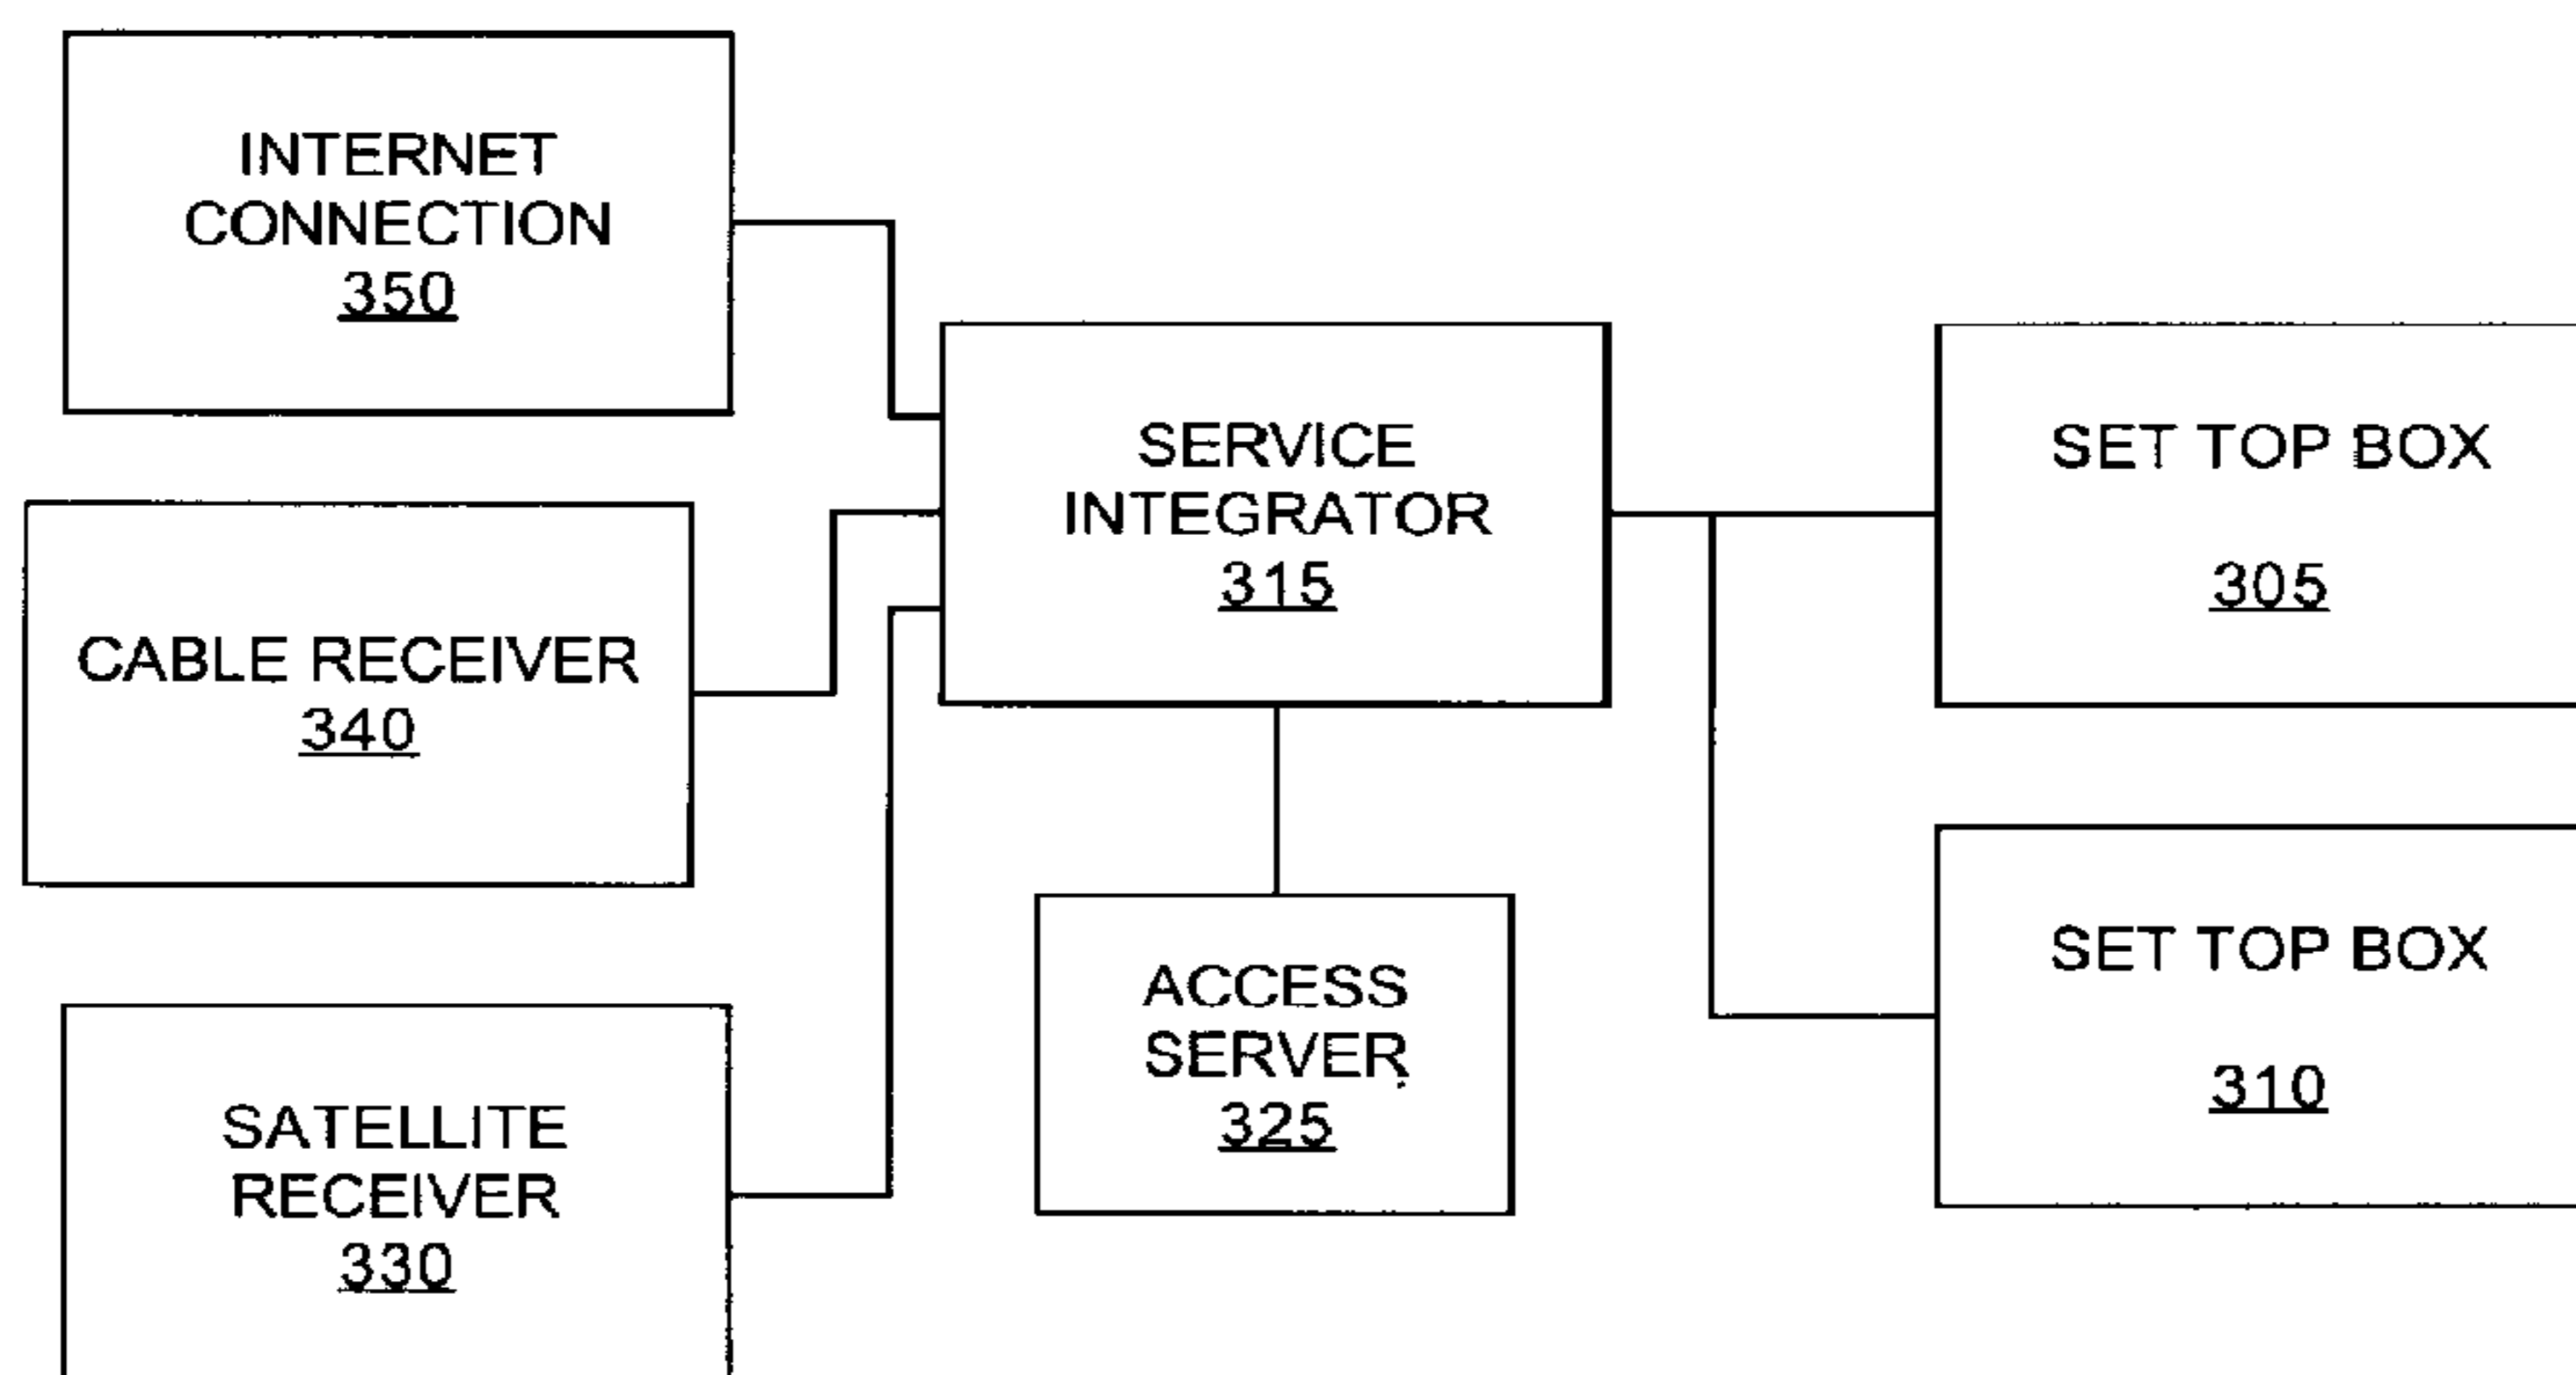 INTERNET
CONNECTION
350
CABLE RECEIVER
340
SATELLITE
RECEIVER
330
SERVICE
INTEGRATOR
315
ACCESS
SERVER
325
SET TOP BOX
305
SET TOP BOX
310